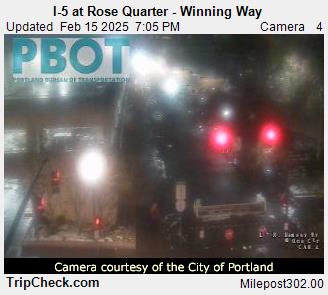 I-5 at Rose Quarter - Winning Way
Updated Feb 15 2025 7:05 PM Camera 4
PBOT
PORTLAND BUREAU OF TRANSPORTATION
Camera courtesy of the City of Portland
TripCheck.com Milepost302.00